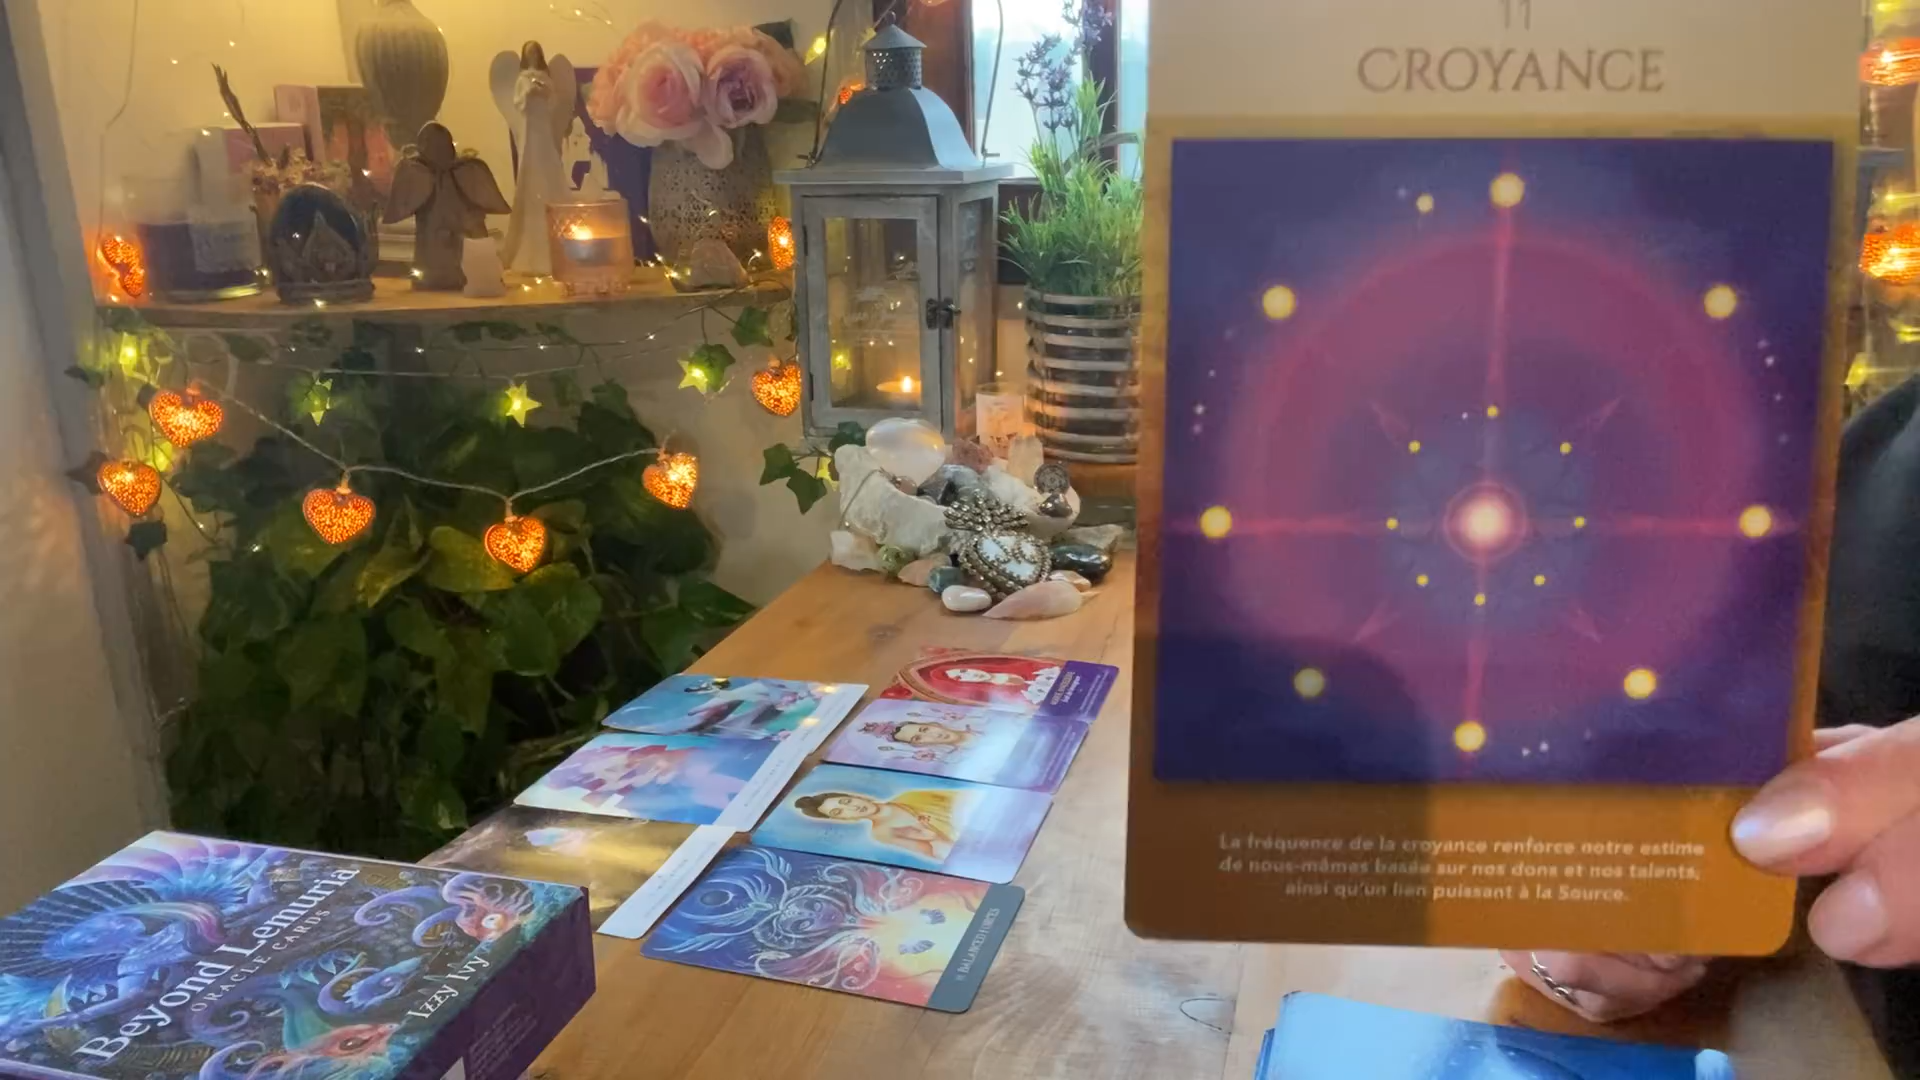 11
CROYANCE
La fréquence de la croyance renforce notre estime
de nous-mêmes basée sur nos dons et nos talents,
ainsi qu'un lien puissant à la Source.
Beyond Lemuria
ORACLE CARDS
Izzy Ivy
BALANCED FORCES